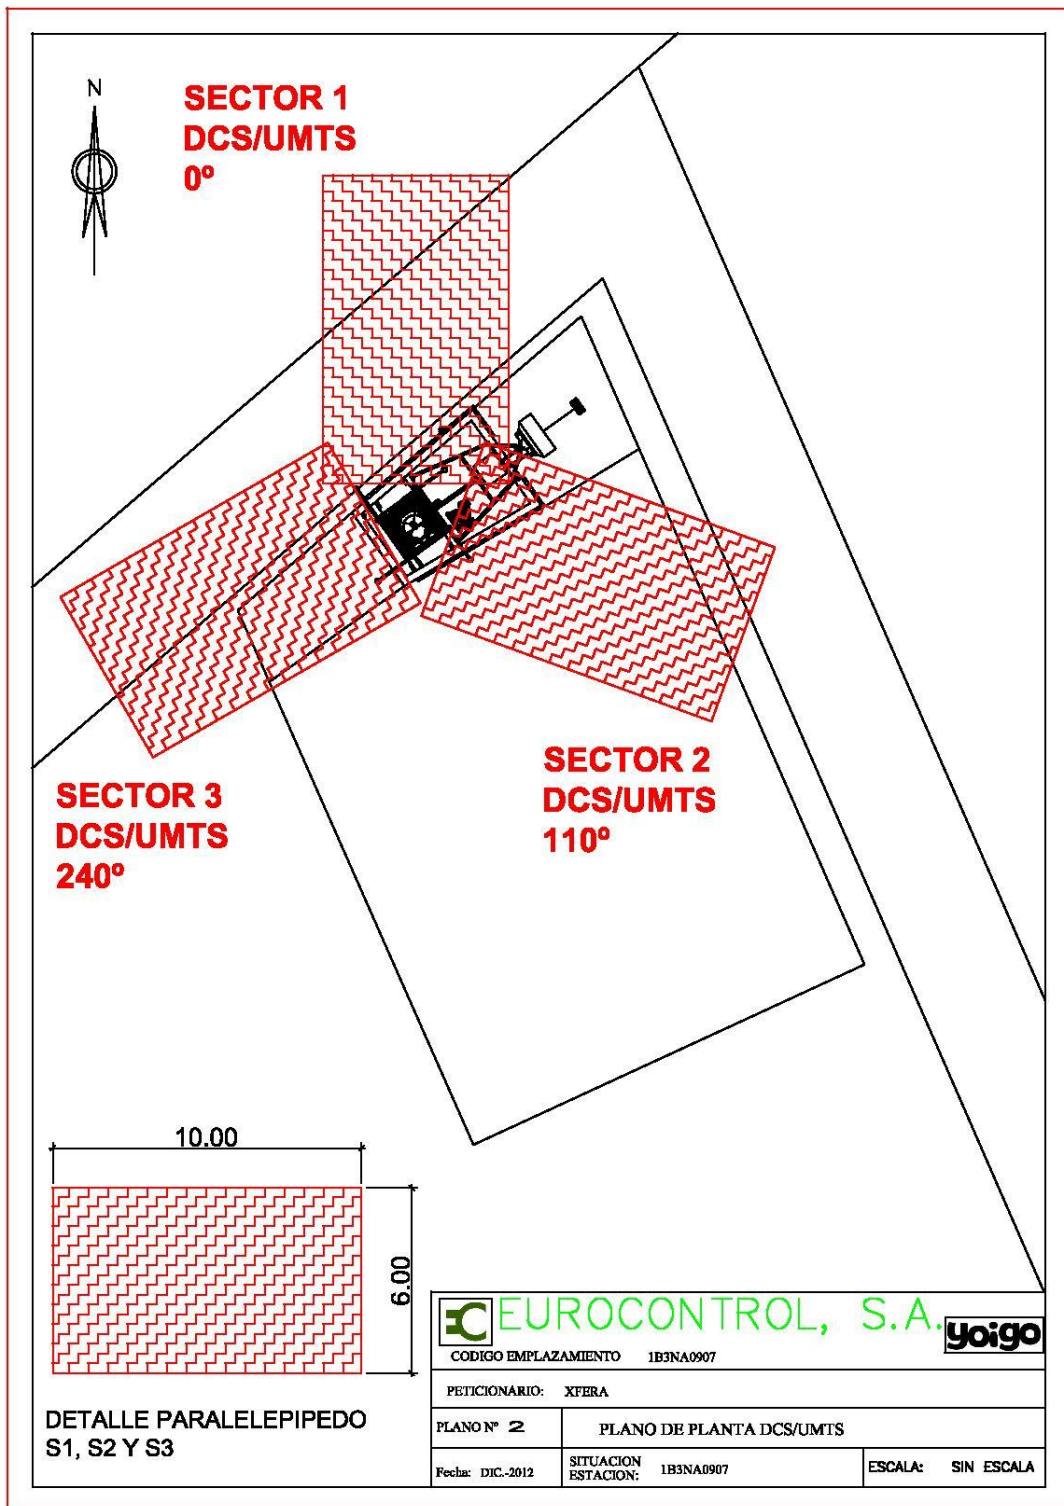 N
SECTOR 1
DCS/UMTS
0º
SECTOR 3
DCS/UMTS
240º
SECTOR 2
DCS/UMTS
110º
10.00
6.00
DETALLE PARALELEPIPEDO
S1, S2 Y S3
EC EUROCONTROL, S.A.
yoigo
CODIGO EMPLAZAMIENTO 1B3NA0907
PETICIONARIO: XFERA
PLANO Nº 2
PLANO DE PLANTA DCS/UMTS
Fecha: DIC.-2012
SITUACION
ESTACION: 1B3NA0907
ESCALA: SIN ESCALA